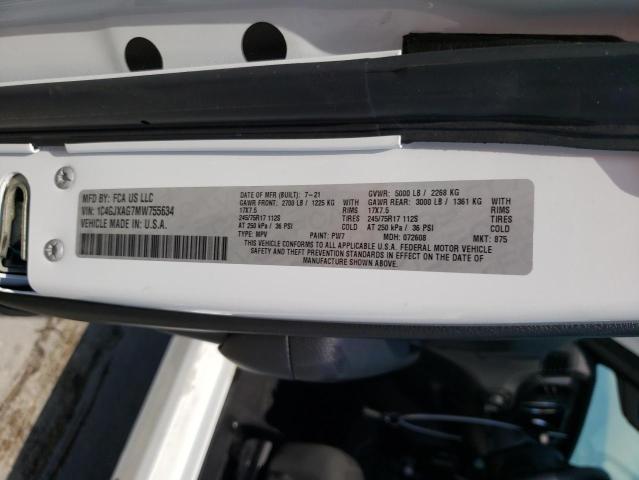 MFD BY: FCA US LLC
VIN: 1C4GJXAG7MW755634
VEHICLE MADE IN U.S.A.
DATE OF MFR (BUILT): 7-21
GAWR FRONT: 2700 LB / 1225 KG WITH
17X7.5 RIMS
245/75R17 112S TIRES
AT 250 kPa / 36 PSI COLD
TYPE: MPV PAINT: PW7
GVWR: 5000 LB / 2268 KG
GAWR REAR: 3000 LB / 1361 KG WITH
17X7.5 RIMS
245/75R17 112S TIRES
AT 250 kPa / 36 PSI COLD
MDH: 072608 MKT: 875
THIS VEHICLE CONFORMS TO ALL APPLICABLE U.S.A. FEDERAL MOTOR VEHICLE
SAFETY AND THEFT PREVENTION STANDARDS IN EFFECT ON THE DATE OF
MANUFACTURE SHOWN ABOVE.